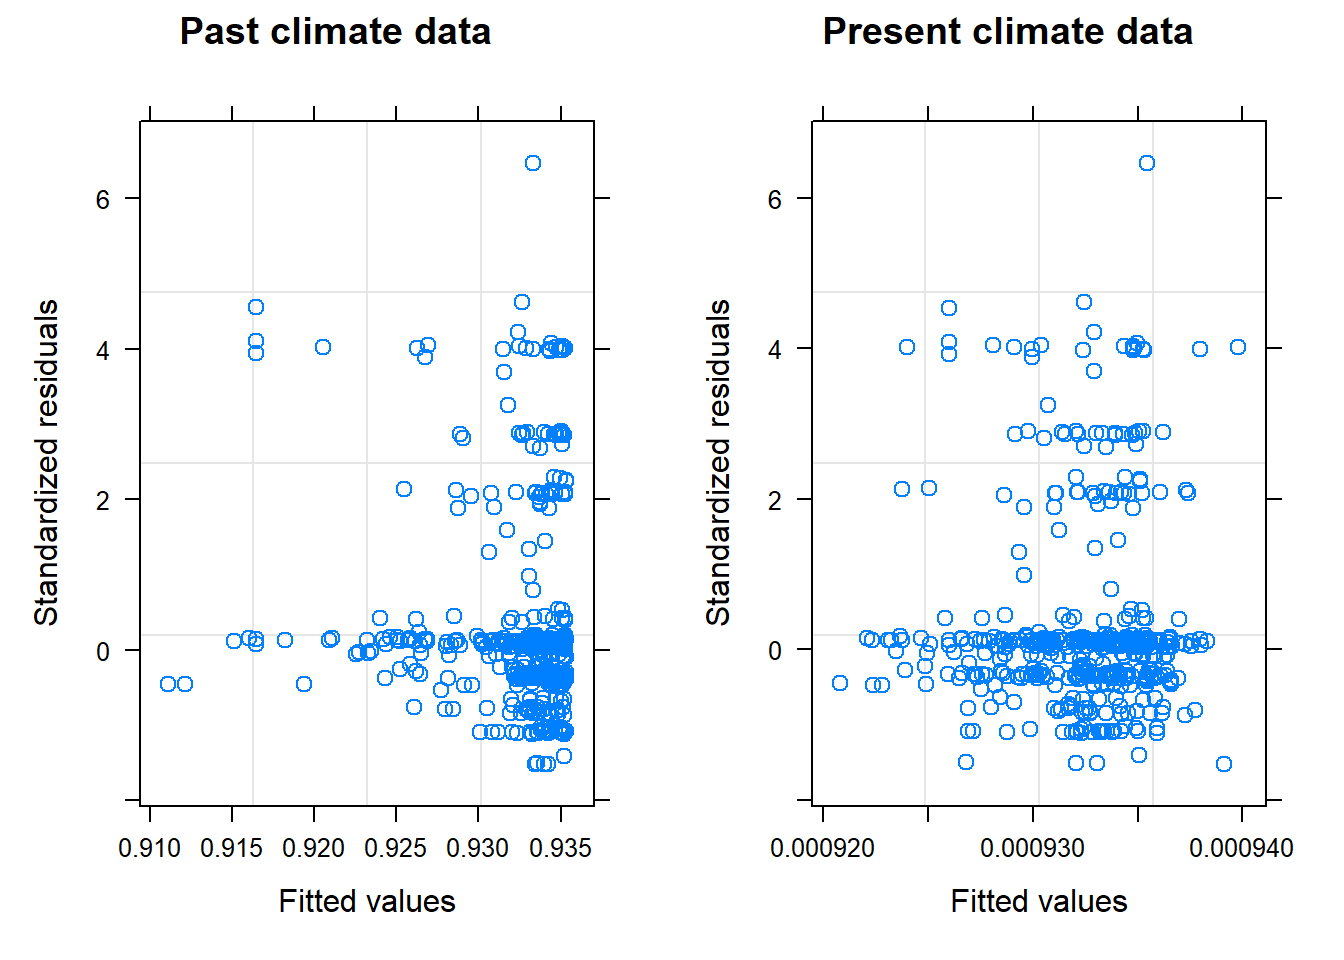 Past climate data
Present climate data
Standardized residuals
6
4
2
0
0.910 0.915 0.920 0.925 0.930 0.935
Fitted values
Standardized residuals
6
4
2
0
0.000920 0.000930 0.000940
Fitted values